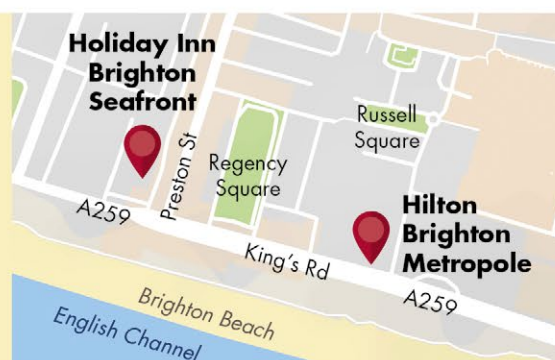 Holiday Inn
Brighton
Seafront
Preston St
Regency
Square
Russell
Square
A259
King's Rd
Hilton
Brighton
Metropole
A259
Brighton Beach
English Channel